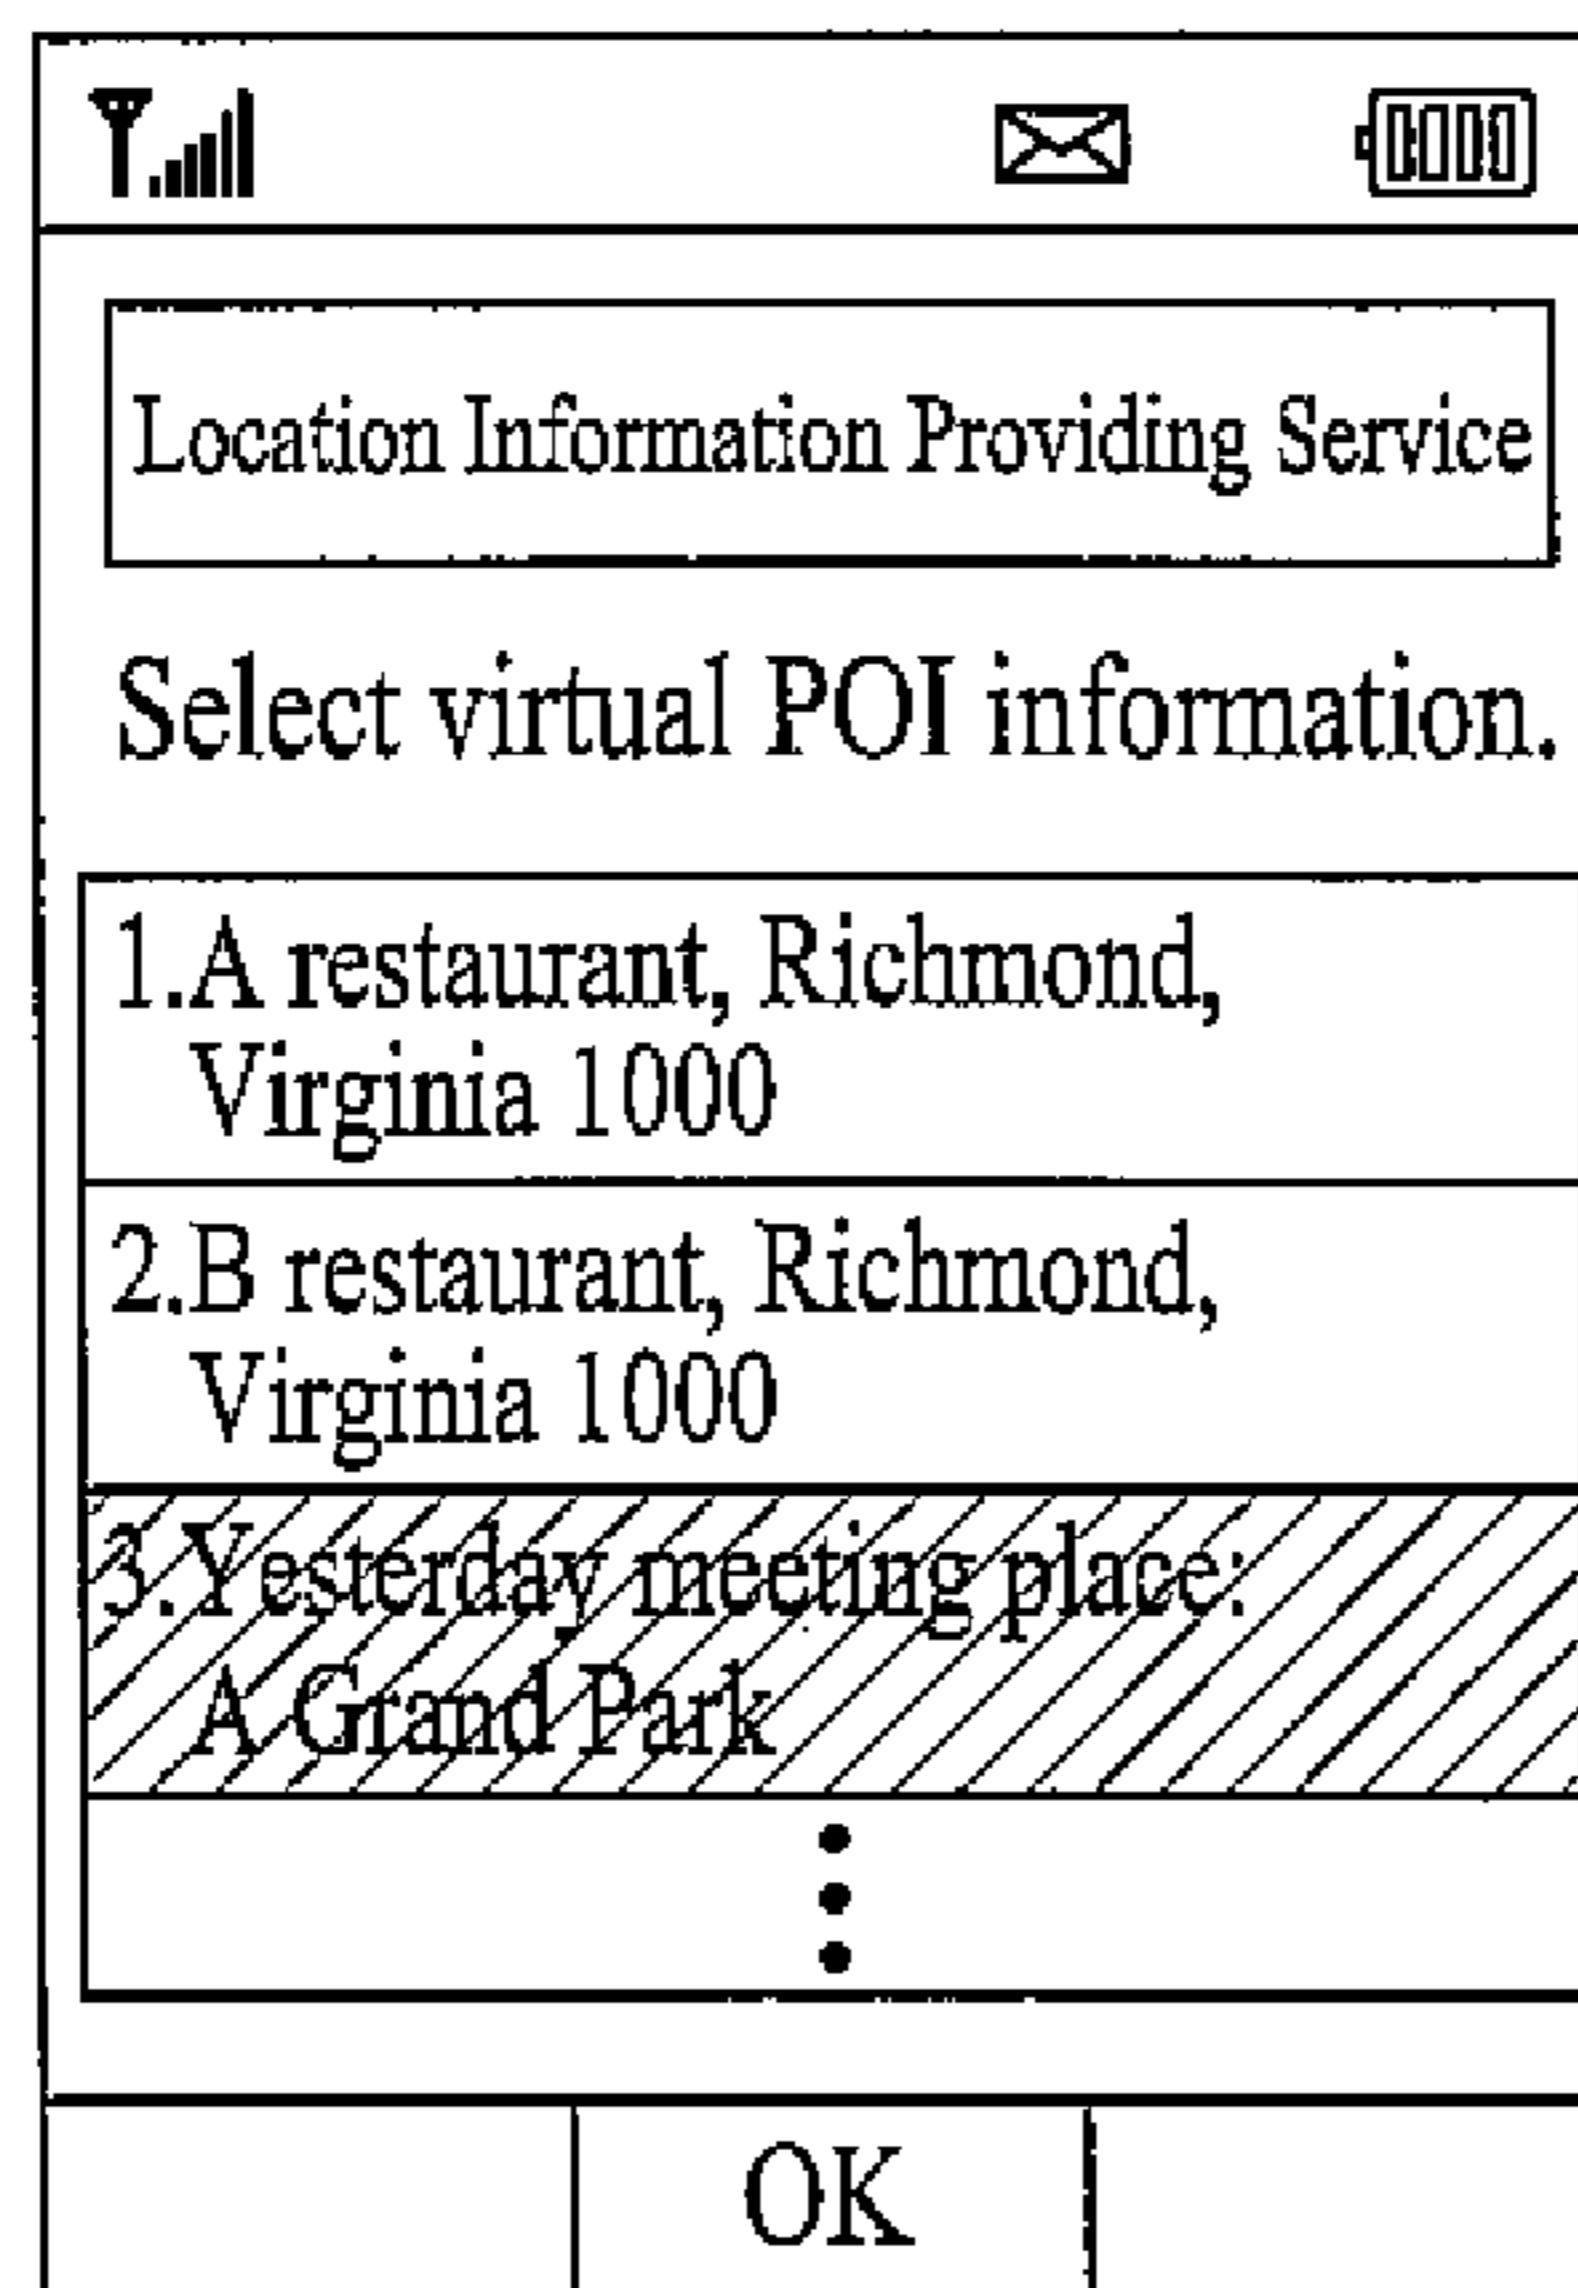 Location Information Providing Service
Select virtual POI information.
1.A restaurant, Richmond,
Virginia 1000
2.B restaurant, Richmond,
Virginia 1000
3.Yesterday meeting place:
A Grand Park
OK